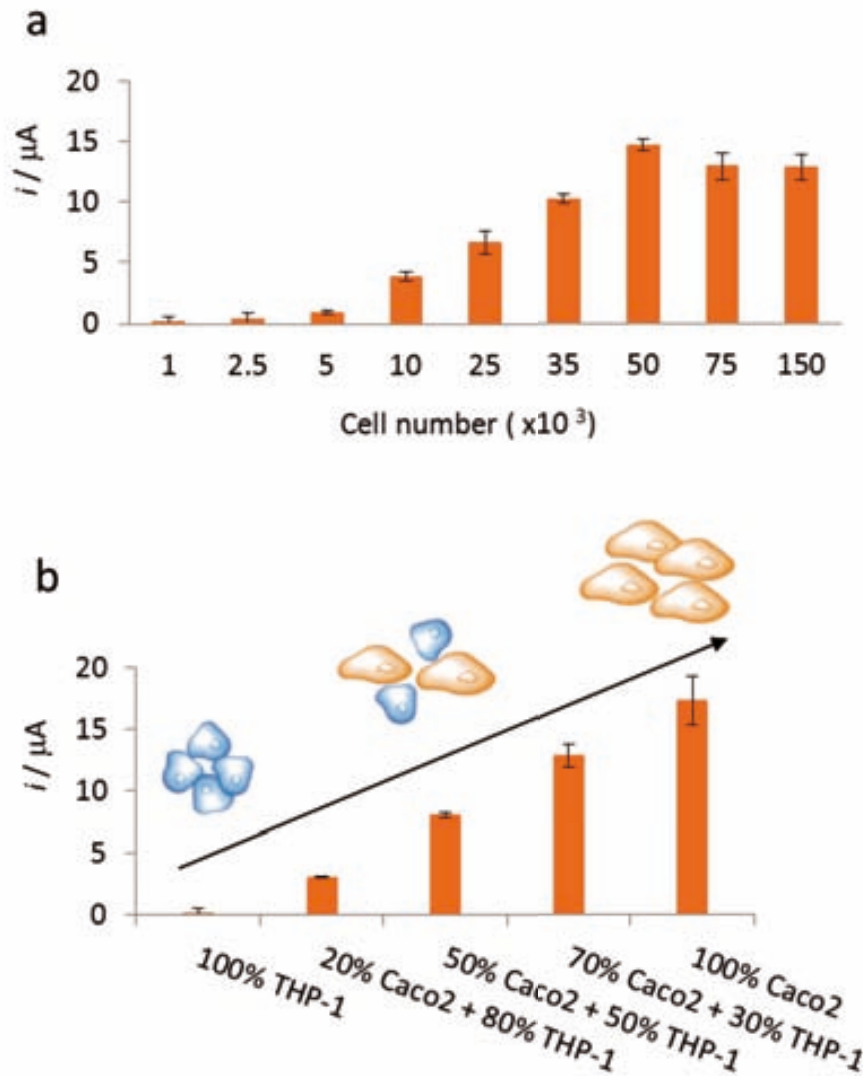 a
20
15
10
5
0
i / µA
1 2.5 5 10 25 35 50 75 150
Cell number ( x10 3)
b
20
15
10
5
0
i / µA
100% THP-1
20% Caco2 + 80% THP-1
50% Caco2 + 50% THP-1
70% Caco2 + 30% THP-1
100% Caco2